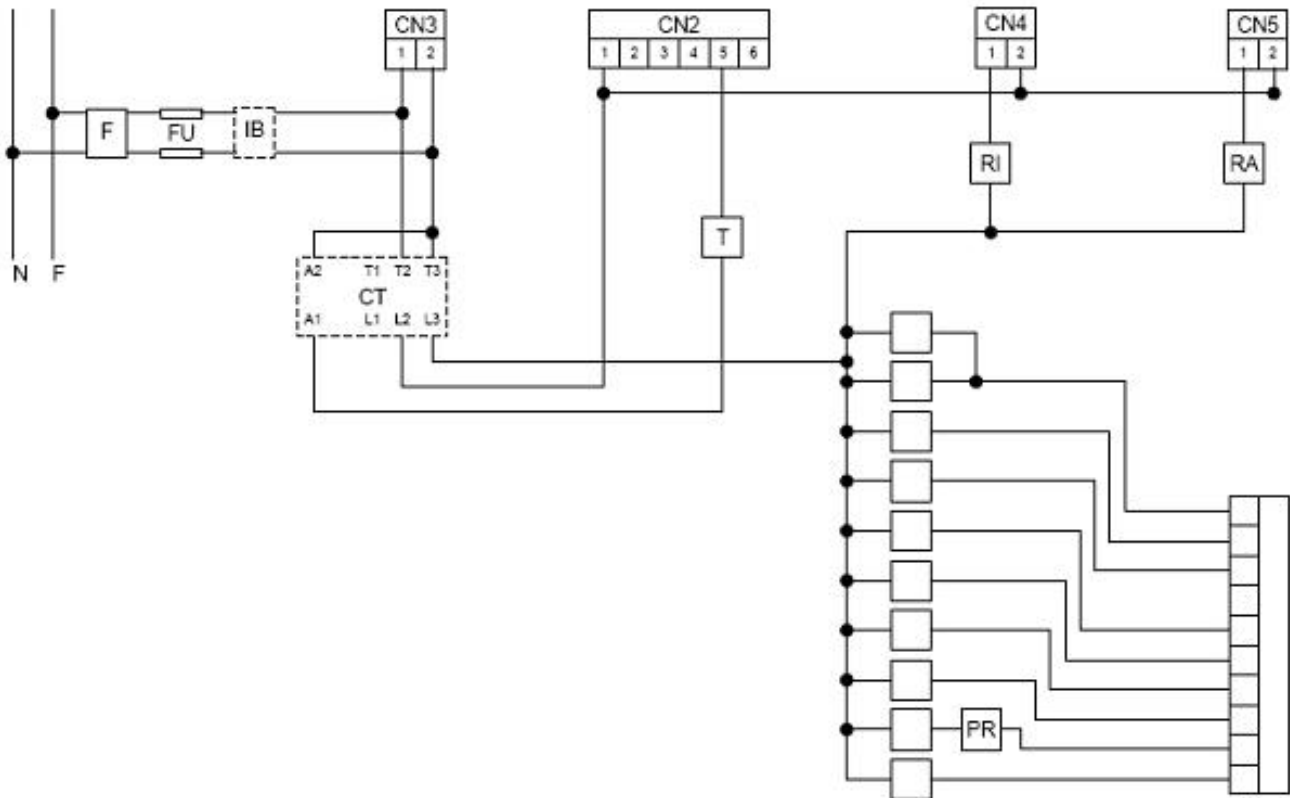 CN3
1 2
CN2
1 2 3 4 5 6
CN4
1 2
CN5
1 2
F FU IB
RI
RA
T
N F
A2 T1 T2 T3
CT
A1 L1 L2 L3
PR